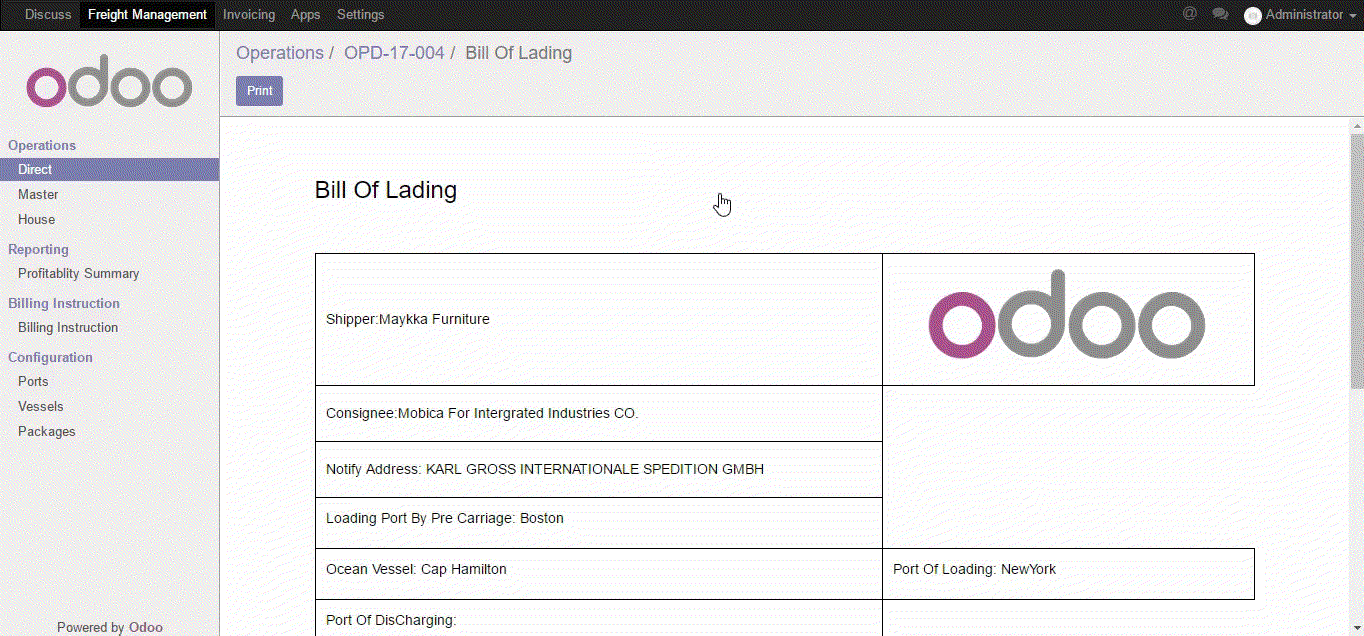 Discuss Freight Management Invoicing Apps Settings @ Administrator
odoo
Operations
Direct
Master
House
Reporting
Profitablity Summary
Billing Instruction
Billing Instruction
Configuration
Ports
Vessels
Packages
Powered by Odoo
Operations / OPD-17-004 / Bill Of Lading
Print
Bill Of Lading
Shipper:Maykka Furniture
odoo
Consignee:Mobica For Intergrated Industries CO.
Notify Address: KARL GROSS INTERNATIONALE SPEDITION GMBH
Loading Port By Pre Carriage: Boston
Ocean Vessel: Cap Hamilton
Port Of Loading: NewYork
Port Of DisCharging: